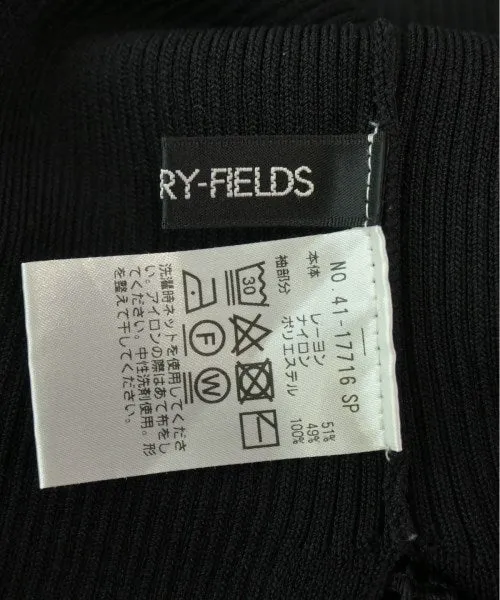 RY-FIELDS
NO. 41-17716 SP
本体 レーヨン 51%
ナイロン 49%
袖部分 ポリエステル 100%
30
F
W
洗濯時ネットを使用してくださ
い。アイロンの際はあて布をし
てください。中性洗剤使用。形
を整えて干してください。